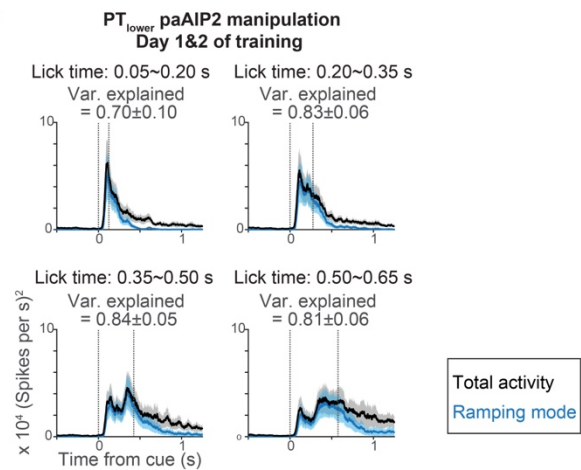 PTlower paAIP2 manipulation
Day 1&2 of training
Lick time: 0.05~0.20 s
Var. explained
= 0.70±0.10
10
0
0
1
Lick time: 0.20~0.35 s
Var. explained
= 0.83±0.06
10
0
0
1
Lick time: 0.35~0.50 s
Var. explained
= 0.84±0.05
10
0
0
1
Lick time: 0.50~0.65 s
Var. explained
= 0.81±0.06
10
0
0
1
x 10⁴ (Spikes per s)²
Time from cue (s)
Total activity
Ramping mode